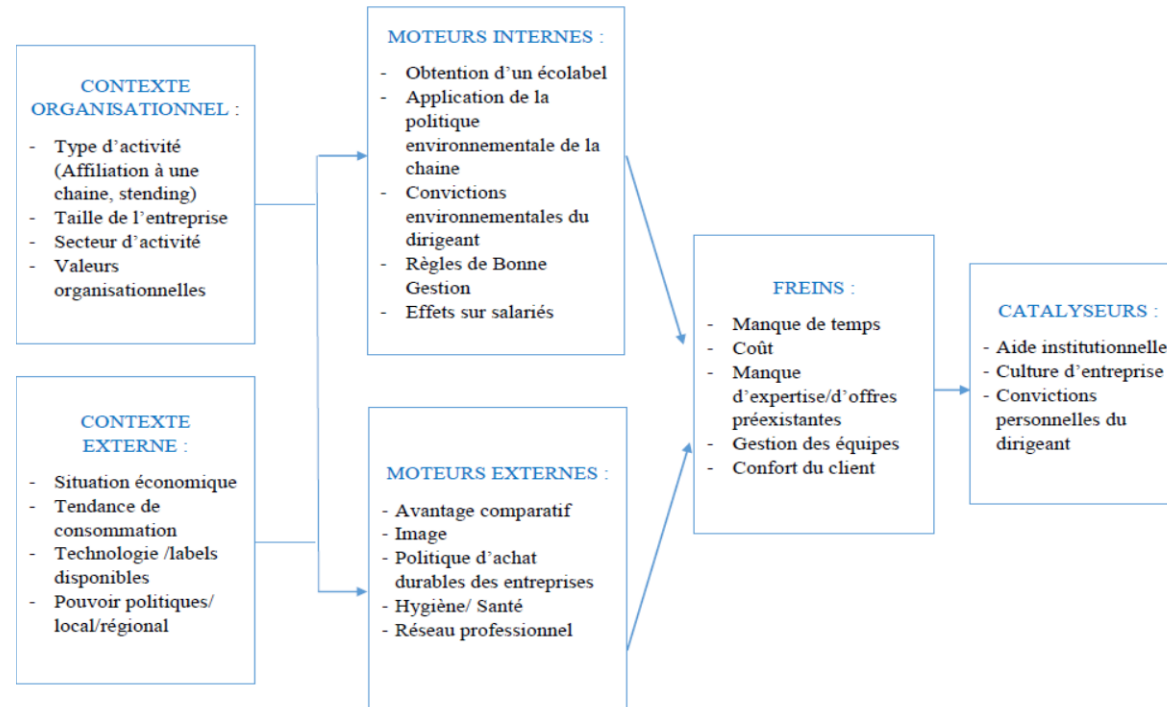 CONTEXTE
ORGANISATIONNEL :
- Type d’activité
(Affiliation à une
chaine, stending)
- Taille de l’entreprise
- Secteur d’activité
- Valeurs
organisationnelles
CONTEXTE
EXTERNE :
- Situation économique
- Tendance de
consommation
- Technologie /labels
disponibles
- Pouvoir politiques/
local/régional
MOTEURS INTERNES :
- Obtention d’un écolabel
- Application de la
politique
environnementale de la
chaine
- Convictions
environnementales du
dirigeant
- Règles de Bonne
Gestion
- Effets sur salariés
MOTEURS EXTERNES :
- Avantage comparatif
- Image
- Politique d’achat
durables des entreprises
- Hygiène/ Santé
- Réseau professionnel
FREINS :
- Manque de temps
- Coût
- Manque
d’expertise/d’offres
préexistantes
- Gestion des équipes
- Confort du client
CATALYSEURS :
- Aide institutionnelle
- Culture d’entreprise
- Convictions
personnelles du
dirigeant